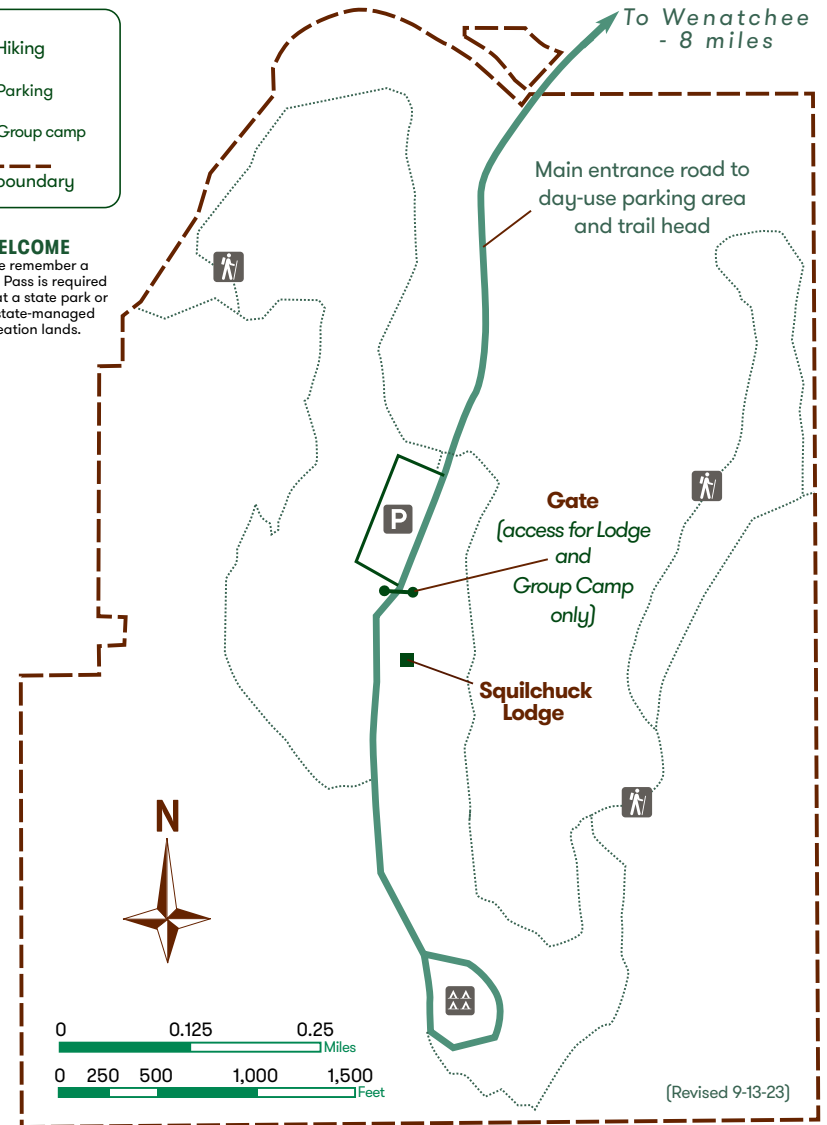 Hiking
Parking
Group camp
boundary
ELCOME
e remember a
Pass is required
at a state park or
state-managed
eation lands.
To Wenatchee
- 8 miles
Main entrance road to
day-use parking area
and trail head
P
Gate
(access for Lodge
and
Group Camp
only)
Squilchuck
Lodge
N
0 0.125 0.25
Miles
0 250 500 1,000 1,500
Feet
(Revised 9-13-23)